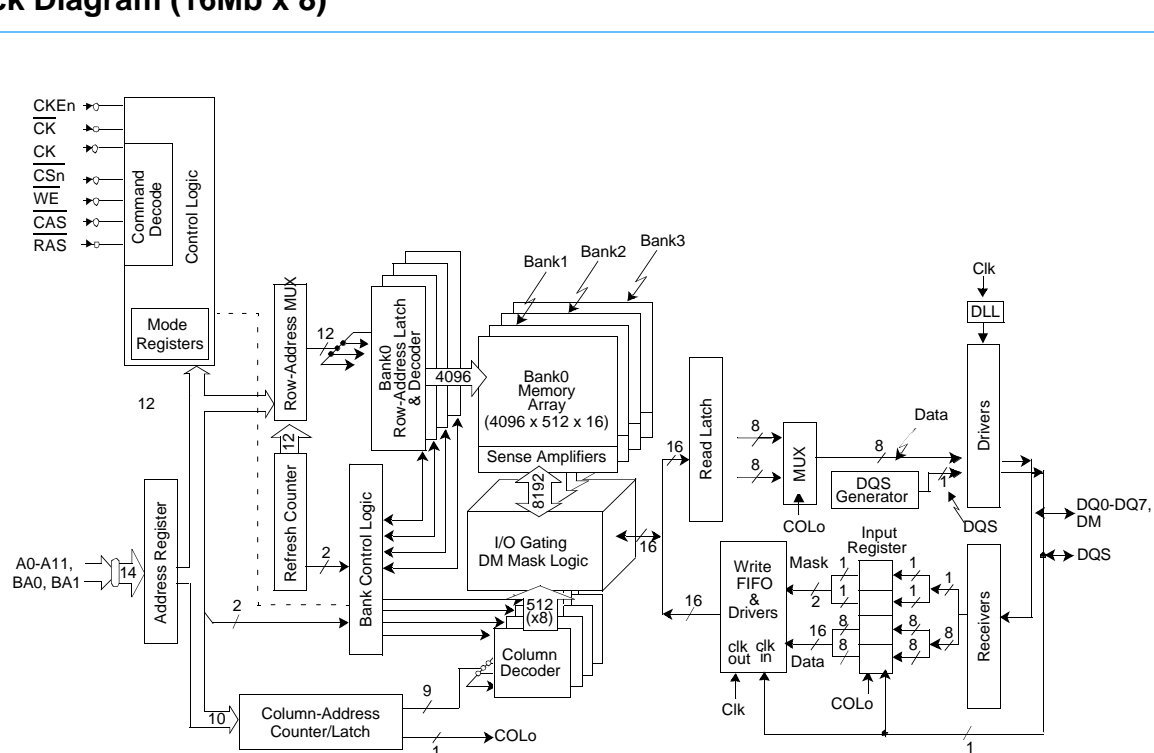 ck Diagram (16Mb x 8)
CKEn
CK
CK
CSn
WE
CAS
RAS
Command
Decode
Control Logic
Mode
Registers
12
Row-Address MUX
12
12
Refresh Counter
2
Bank0
Row-Address Latch
& Decoder
4096
Bank1
Bank2
Bank3
Bank0
Memory
Array
(4096 x 512 x 16)
Sense Amplifiers
8192
I/O Gating
DM Mask Logic
16
512
(x8)
Column
Decoder
Bank Control Logic
2
A0-A11,
BA0, BA1
14
Address Register
10
Column-Address
Counter/Latch
9
1
COLo
16
Read Latch
8
8
MUX
COLo
8
Data
DQS
Generator
1
DQS
Clk
DLL
Drivers
DQ0-DQ7,
DM
DQS
Input
Register
Write
FIFO
&
Drivers
clk
out
clk
in
Clk
16
Mask
2
16
Data
1
1
8
8
1
1
8
8
1
8
COLo
Receivers
1